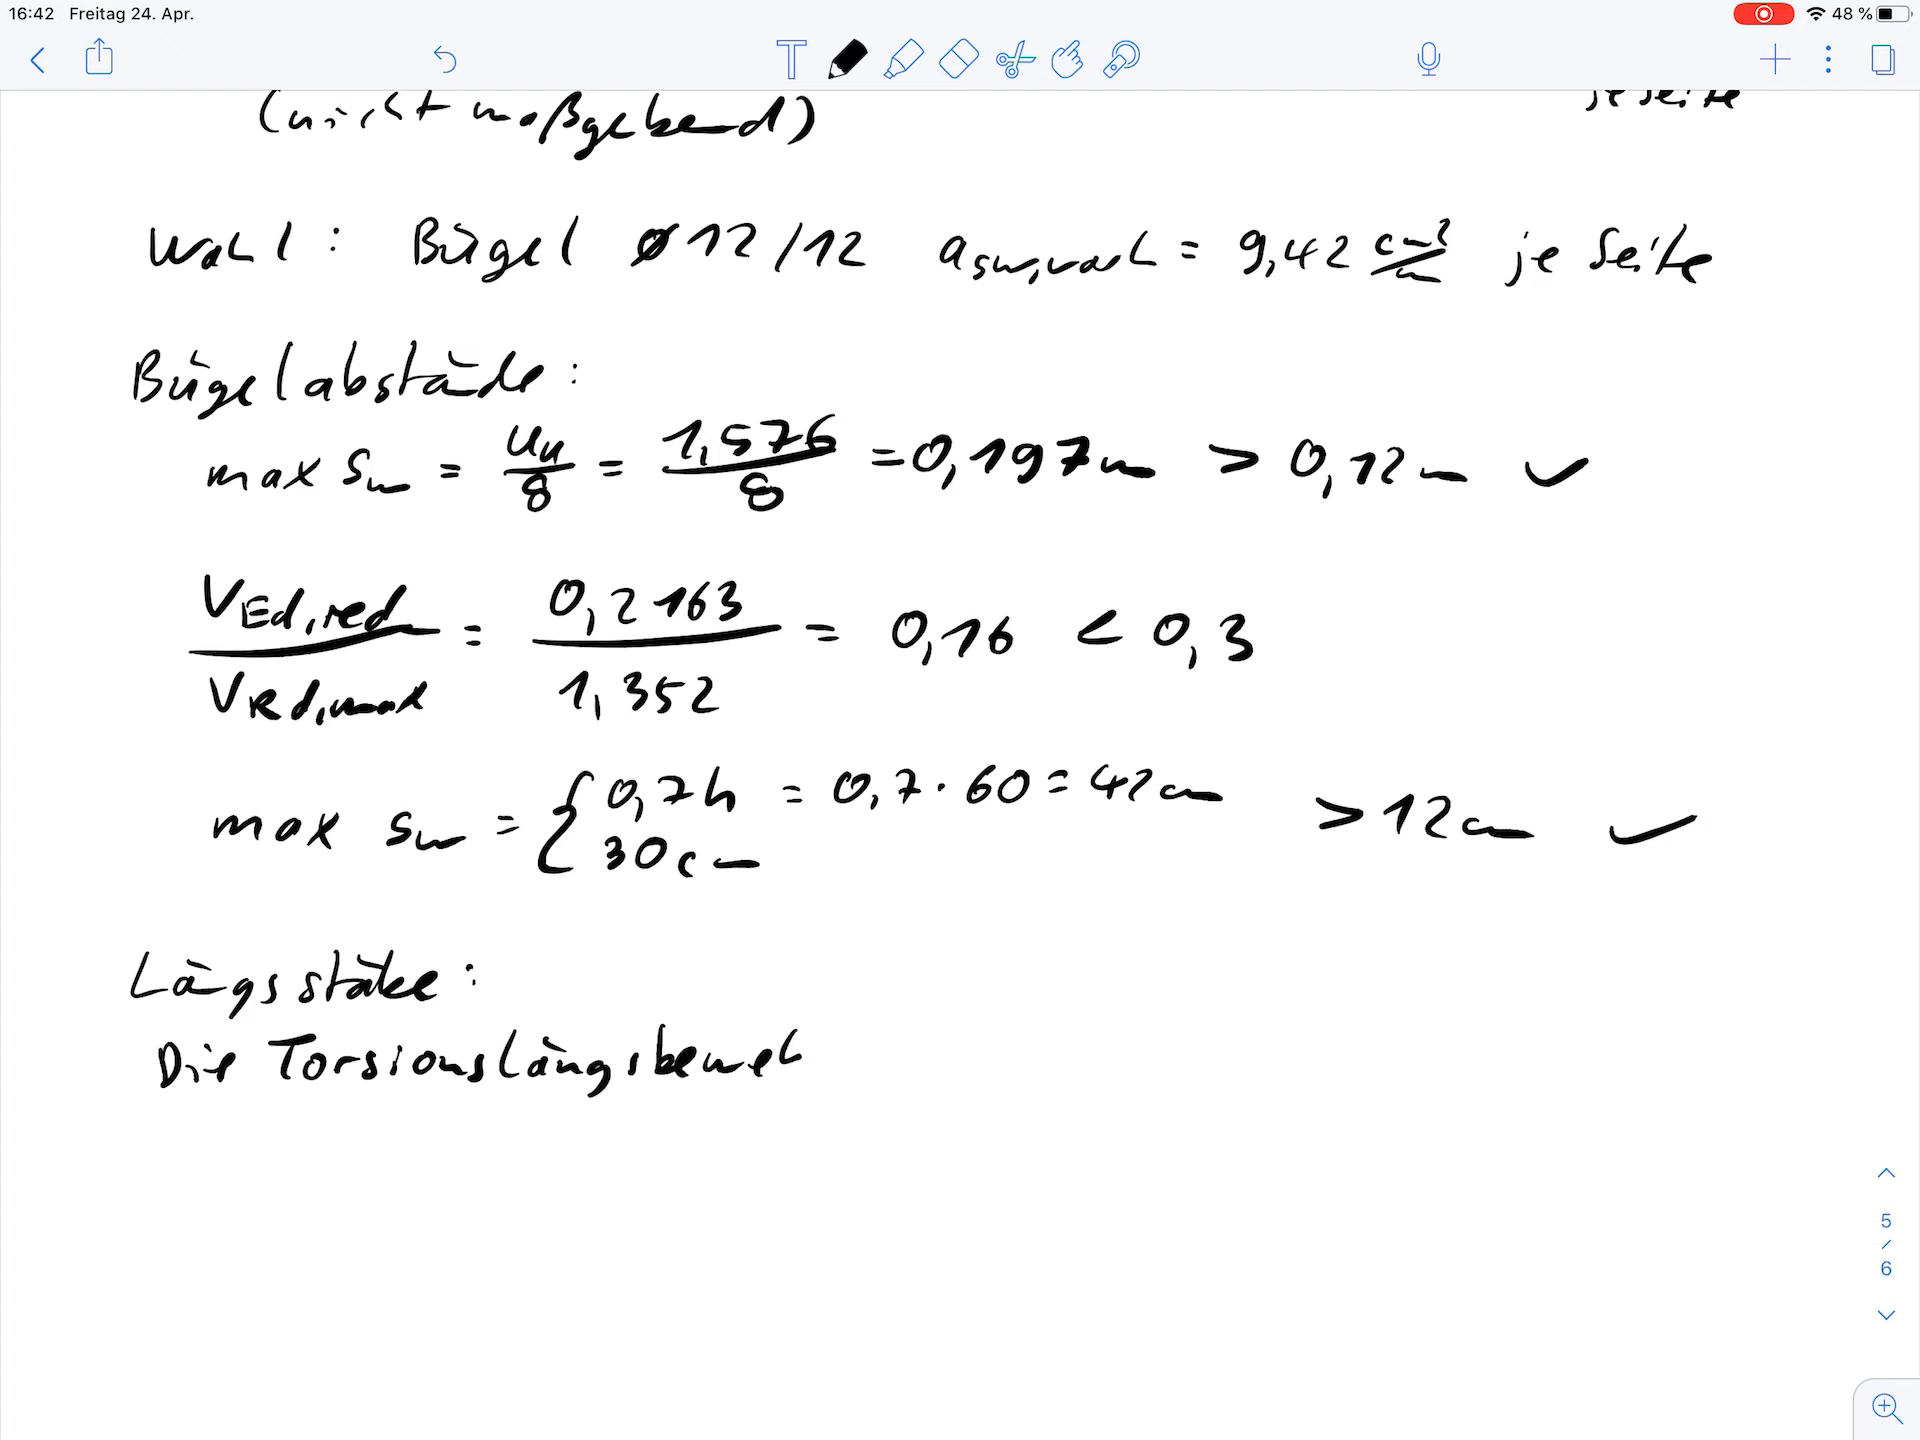 16:42 Freitag 24. Apr. 48 %
(nicht maßgebend) je Seite
Wahl: Bügel ø12/12 asw,vorh = 9,42 cm²/m je Seite
Bügelabstände:
max sw = uk/8 = 1,576/8 = 0,197m > 0,12m ✓
VEd,red/VRd,max = 0,2163/1,352 = 0,16 < 0,3
max sw = { 0,7h = 0,7 · 60 = 42cm > 12cm ✓
30cm
Längsstäbe:
Die Torsionslängsbeweh
5
/
6